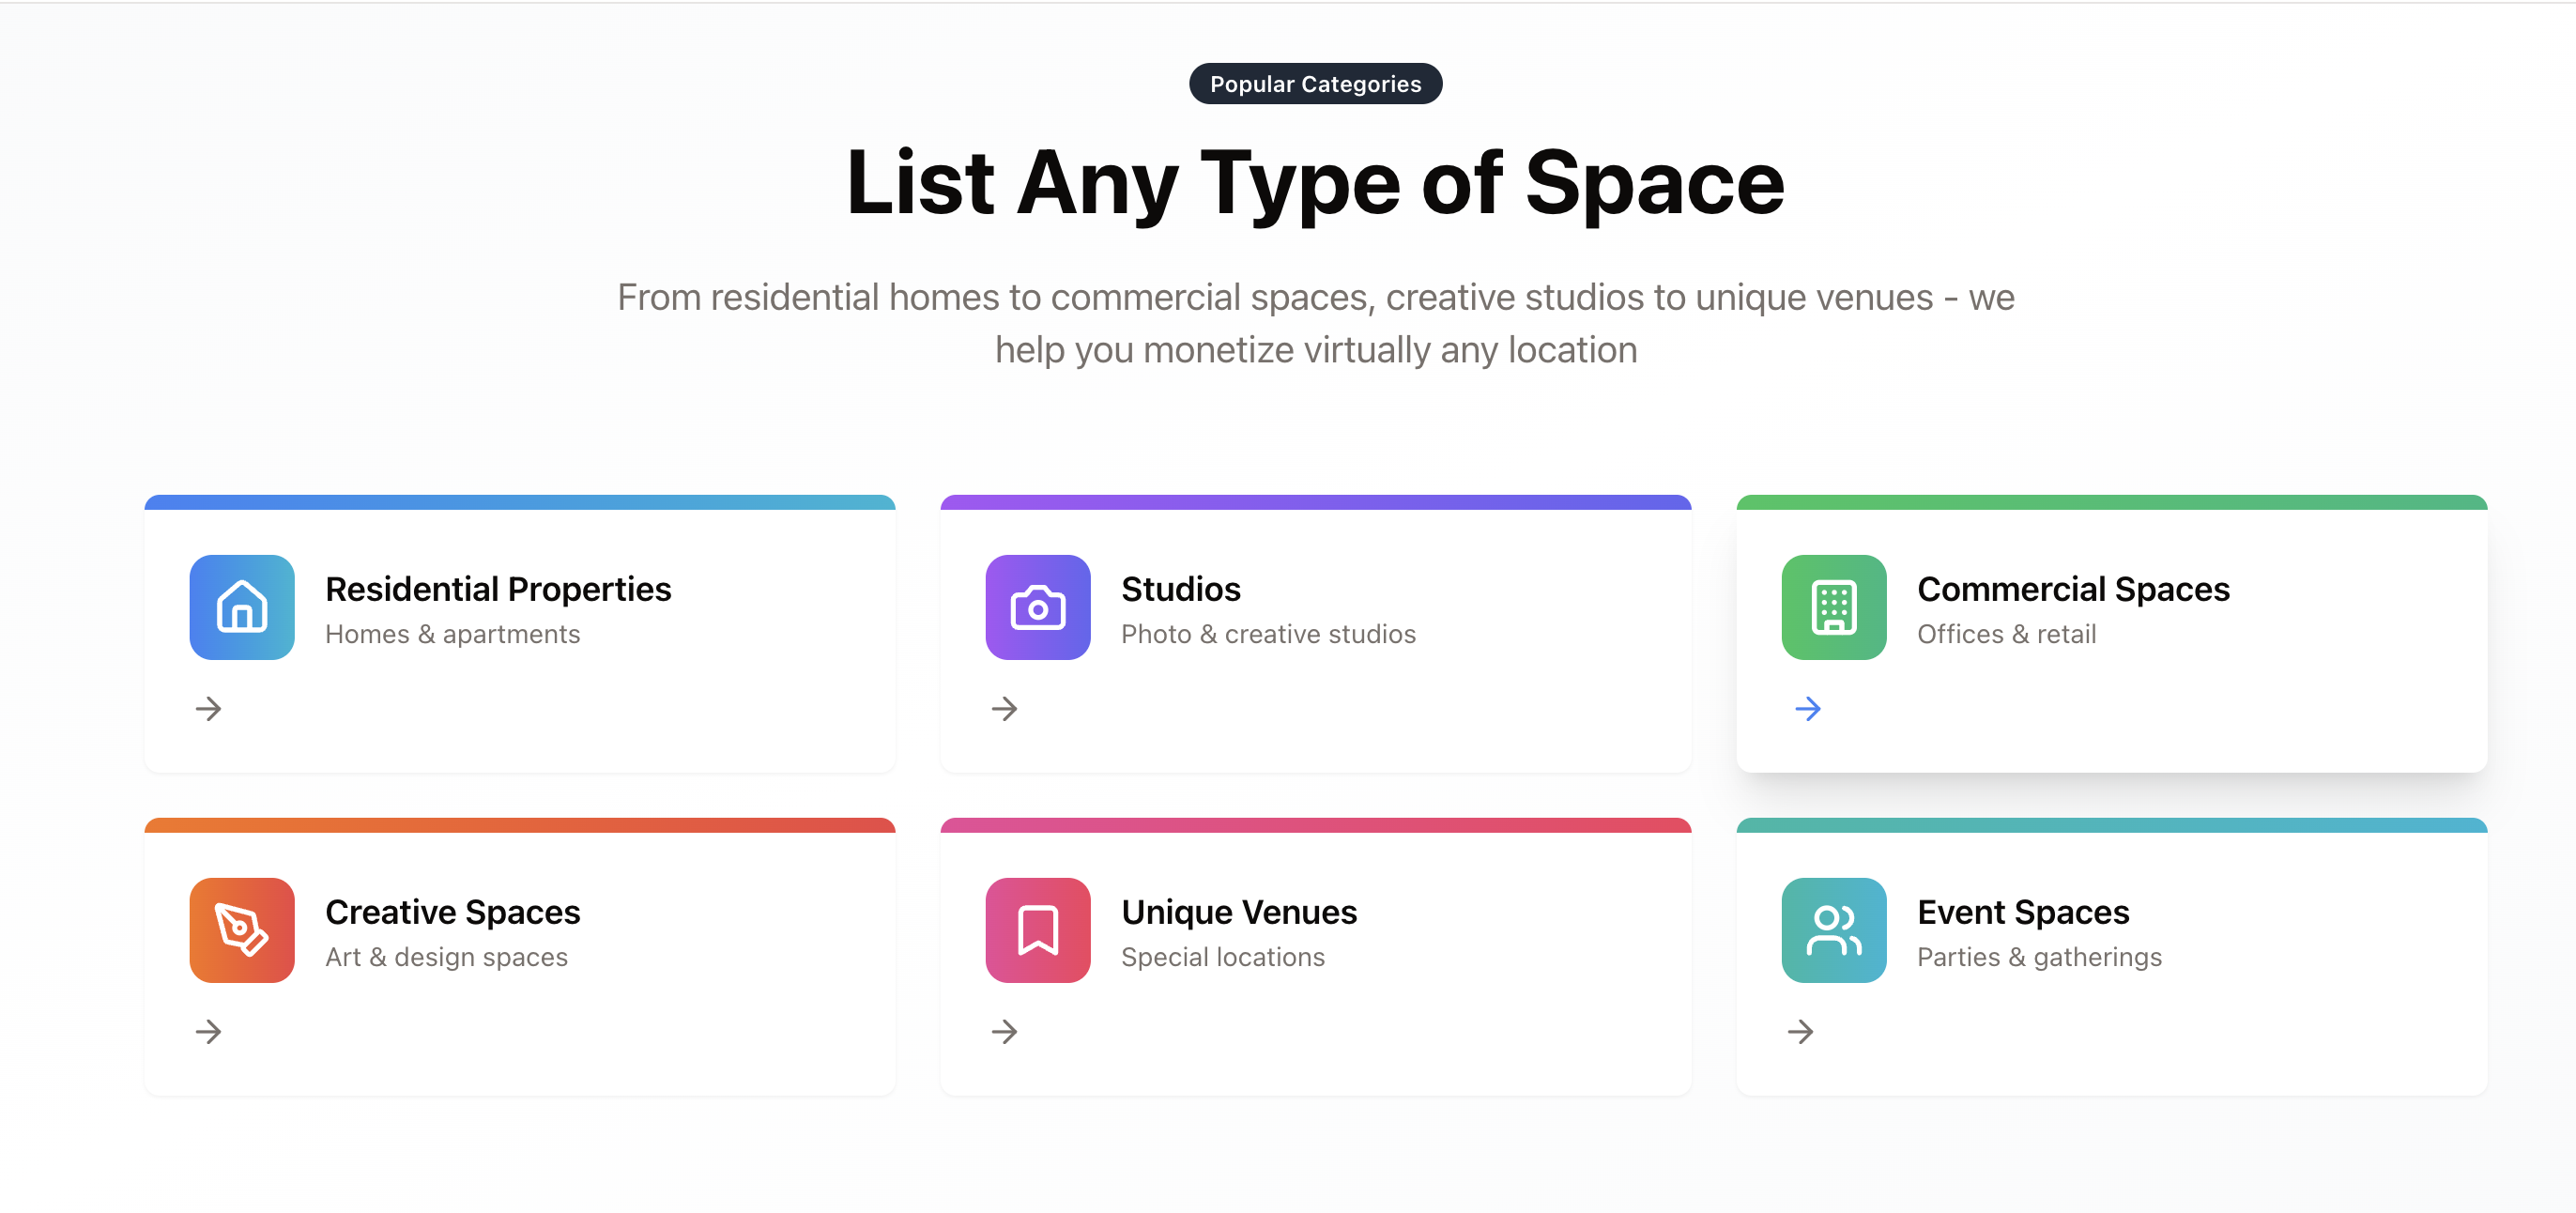 Popular Categories
List Any Type of Space
From residential homes to commercial spaces, creative studios to unique venues - we
help you monetize virtually any location
Residential Properties
Homes & apartments
Studios
Photo & creative studios
Commercial Spaces
Offices & retail
Creative Spaces
Art & design spaces
Unique Venues
Special locations
Event Spaces
Parties & gatherings